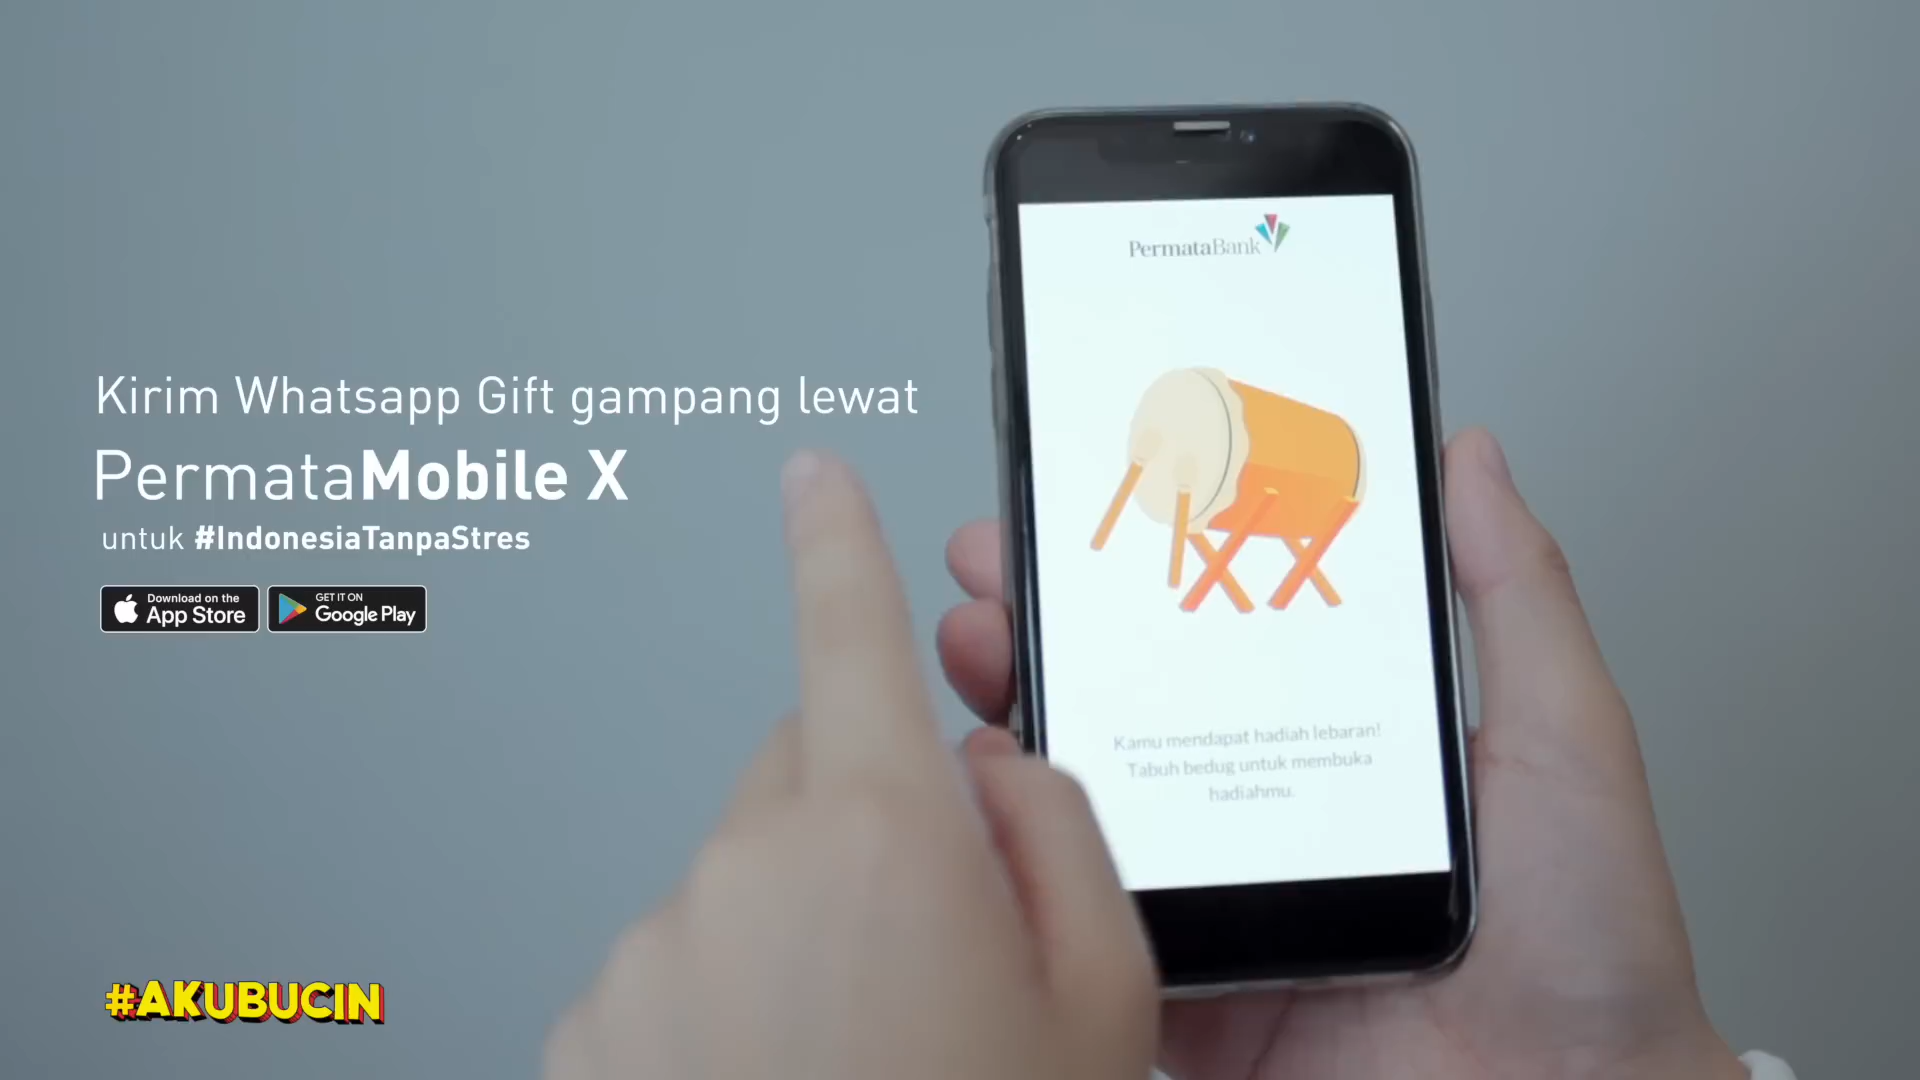 Kirim Whatsapp Gift gampang lewat
PermataMobile X
untuk #IndonesiaTanpaStres
Download on the
App Store
GET IT ON
Google Play
#AKUBUCIN
PermataBank
Kamu mendapat hadiah lebaran!
Tabuh bedug untuk membuka
hadiahmu.